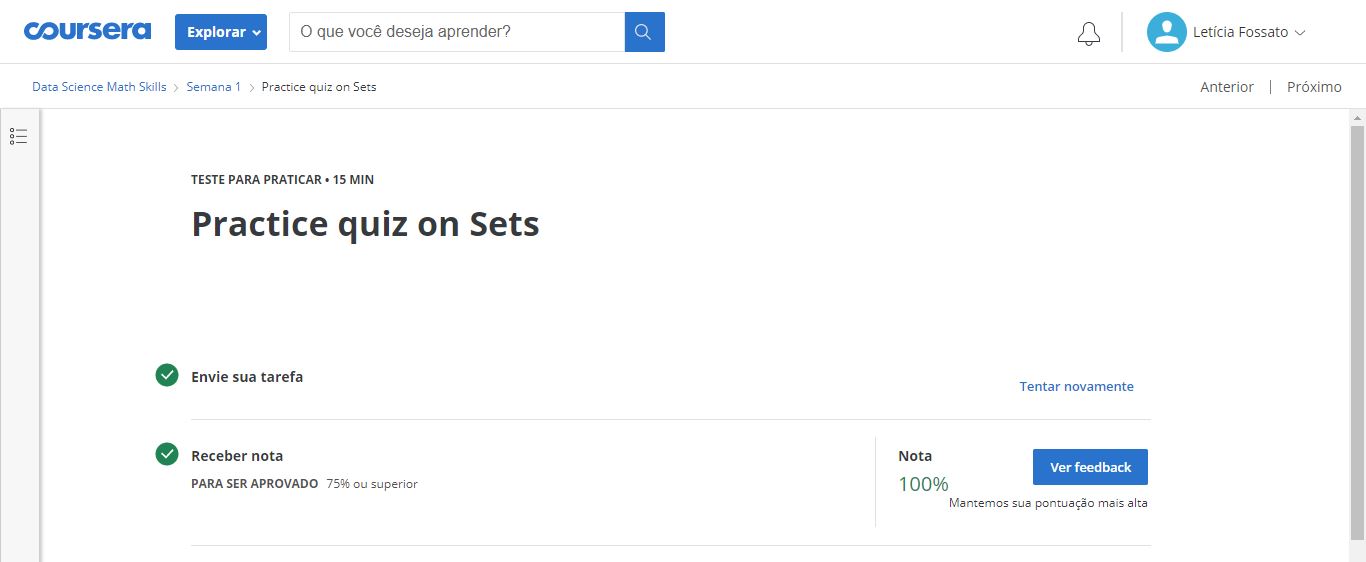 coursera
Explorar
O que você deseja aprender?
Letícia Fossato
Data Science Math Skills
Semana 1
Practice quiz on Sets
Anterior | Próximo
TESTE PARA PRATICAR • 15 MIN
Practice quiz on Sets
Envie sua tarefa
Tentar novamente
Receber nota
PARA SER APROVADO 75% ou superior
Nota
100%
Ver feedback
Mantemos sua pontuação mais alta